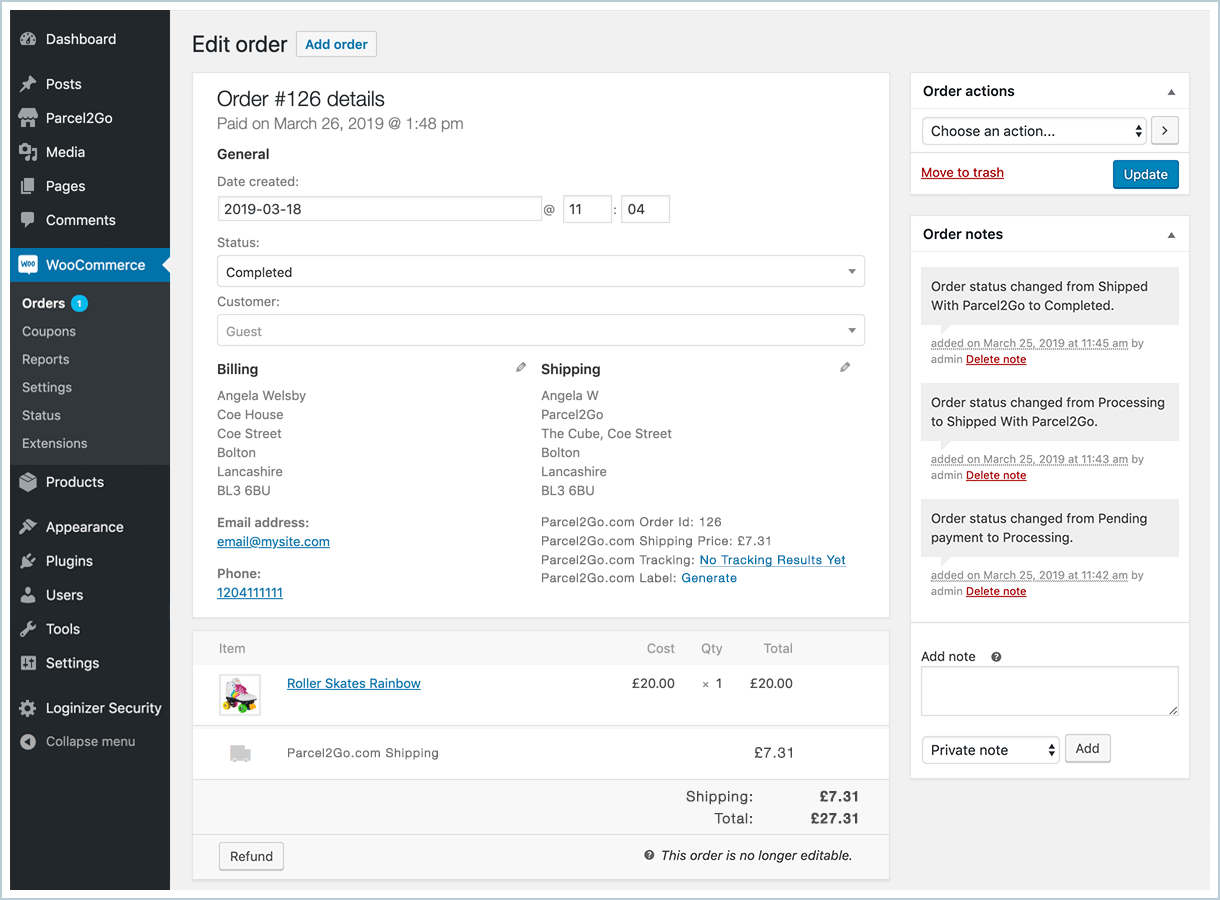 Dashboard
Posts
Parcel2Go
Media
Pages
Comments
WOO WooCommerce
Orders 1
Coupons
Reports
Settings
Status
Extensions
Products
Appearance
Plugins
Users
Tools
Settings
Loginizer Security
Collapse menu
Edit order Add order
Order #126 details
Paid on March 26, 2019 @ 1:48 pm
General
Date created:
2019-03-18 @ 11 : 04
Status:
Completed
Customer:
Guest
Billing
Angela Welsby
Coe House
Coe Street
Bolton
Lancashire
BL3 6BU
Email address:
email@mysite.com
Phone:
1204111111
Shipping
Angela W
Parcel2Go
The Cube, Coe Street
Bolton
Lancashire
BL3 6BU
Parcel2Go.com Order Id: 126
Parcel2Go.com Shipping Price: £7.31
Parcel2Go.com Tracking: No Tracking Results Yet
Parcel2Go.com Label: Generate
Item Cost Qty Total
Roller Skates Rainbow £20.00 × 1 £20.00
Parcel2Go.com Shipping £7.31
Shipping: £7.31
Total: £27.31
Refund ? This order is no longer editable.
Order actions
Choose an action...
Move to trash Update
Order notes
Order status changed from Shipped
With Parcel2Go to Completed.
added on March 25, 2019 at 11:45 am by
admin Delete note
Order status changed from Processing
to Shipped With Parcel2Go.
added on March 25, 2019 at 11:43 am by
admin Delete note
Order status changed from Pending
payment to Processing.
added on March 25, 2019 at 11:42 am by
admin Delete note
Add note ?
Private note Add